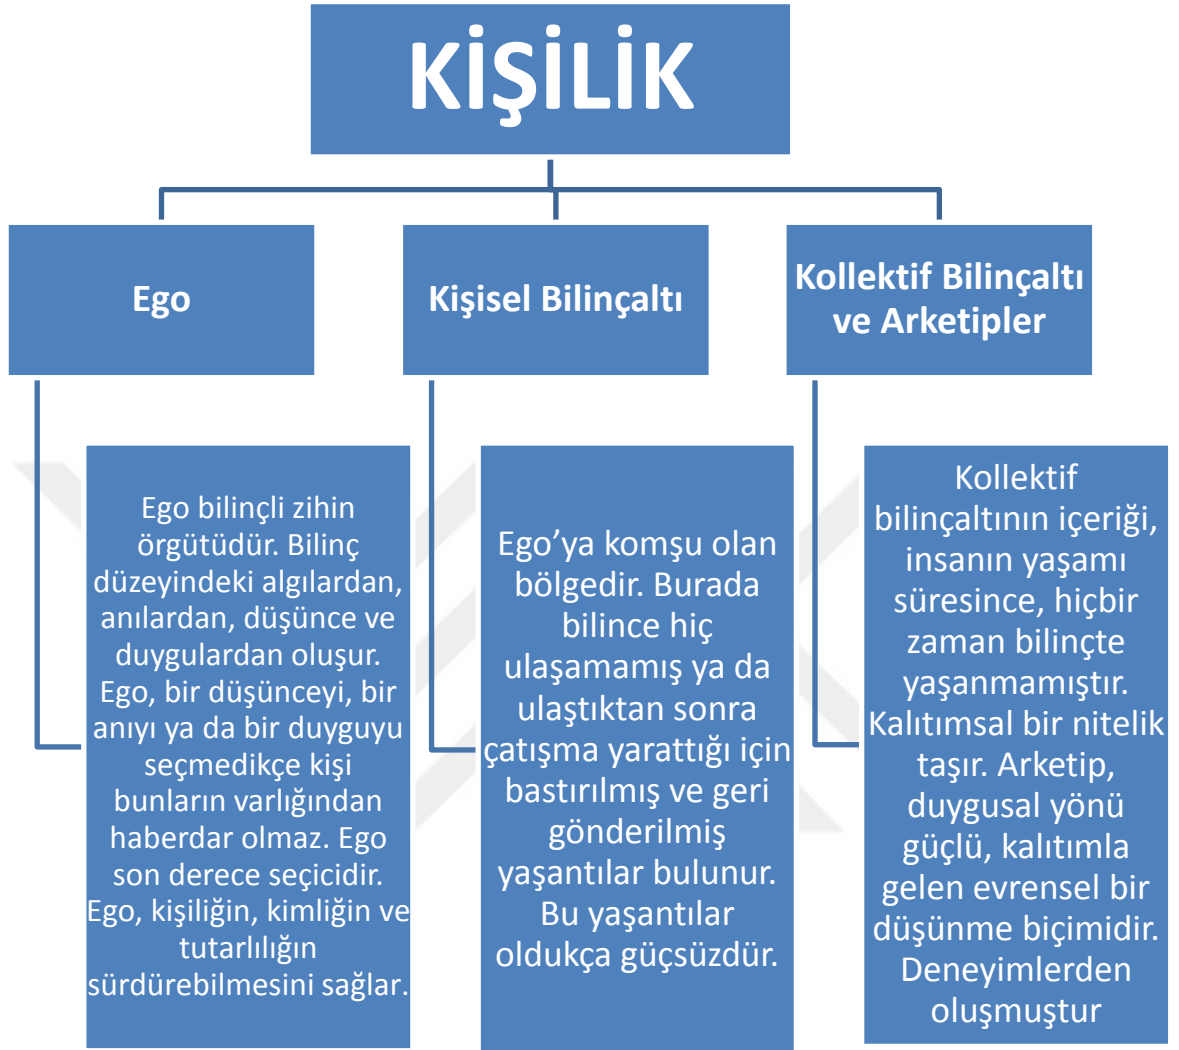 KİŞİLİK
Ego
Ego bilinçli zihin
örgütüdür. Bilinç
düzeyindeki algılardan,
anılardan, düşünce ve
duygulardan oluşur.
Ego, bir düşünceyi, bir
anıyı ya da bir duyguyu
seçmedikçe kişi
bunların varlığından
haberdar olmaz. Ego
son derece seçicidir.
Ego, kişiliğin, kimliğin ve
tutarlılığın
sürdürebilmesini sağlar.
Kişisel Bilinçaltı
Ego’ya komşu olan
bölgedir. Burada
bilince hiç
ulaşamamış ya da
ulaştıktan sonra
çatışma yarattığı için
bastırılmış ve geri
gönderilmiş
yaşantılar bulunur.
Bu yaşantılar
oldukça güçsüzdür.
Kollektif Bilinçaltı
ve Arketipler
Kollektif
bilinçaltının içeriği,
insanın yaşamı
süresince, hiçbir
zaman bilinçte
yaşanmamıştır.
Kalıtımsal bir nitelik
taşır. Arketip,
duygusal yönü
güçlü, kalıtımla
gelen evrensel bir
düşünme biçimidir.
Deneyimlerden
oluşmuştur